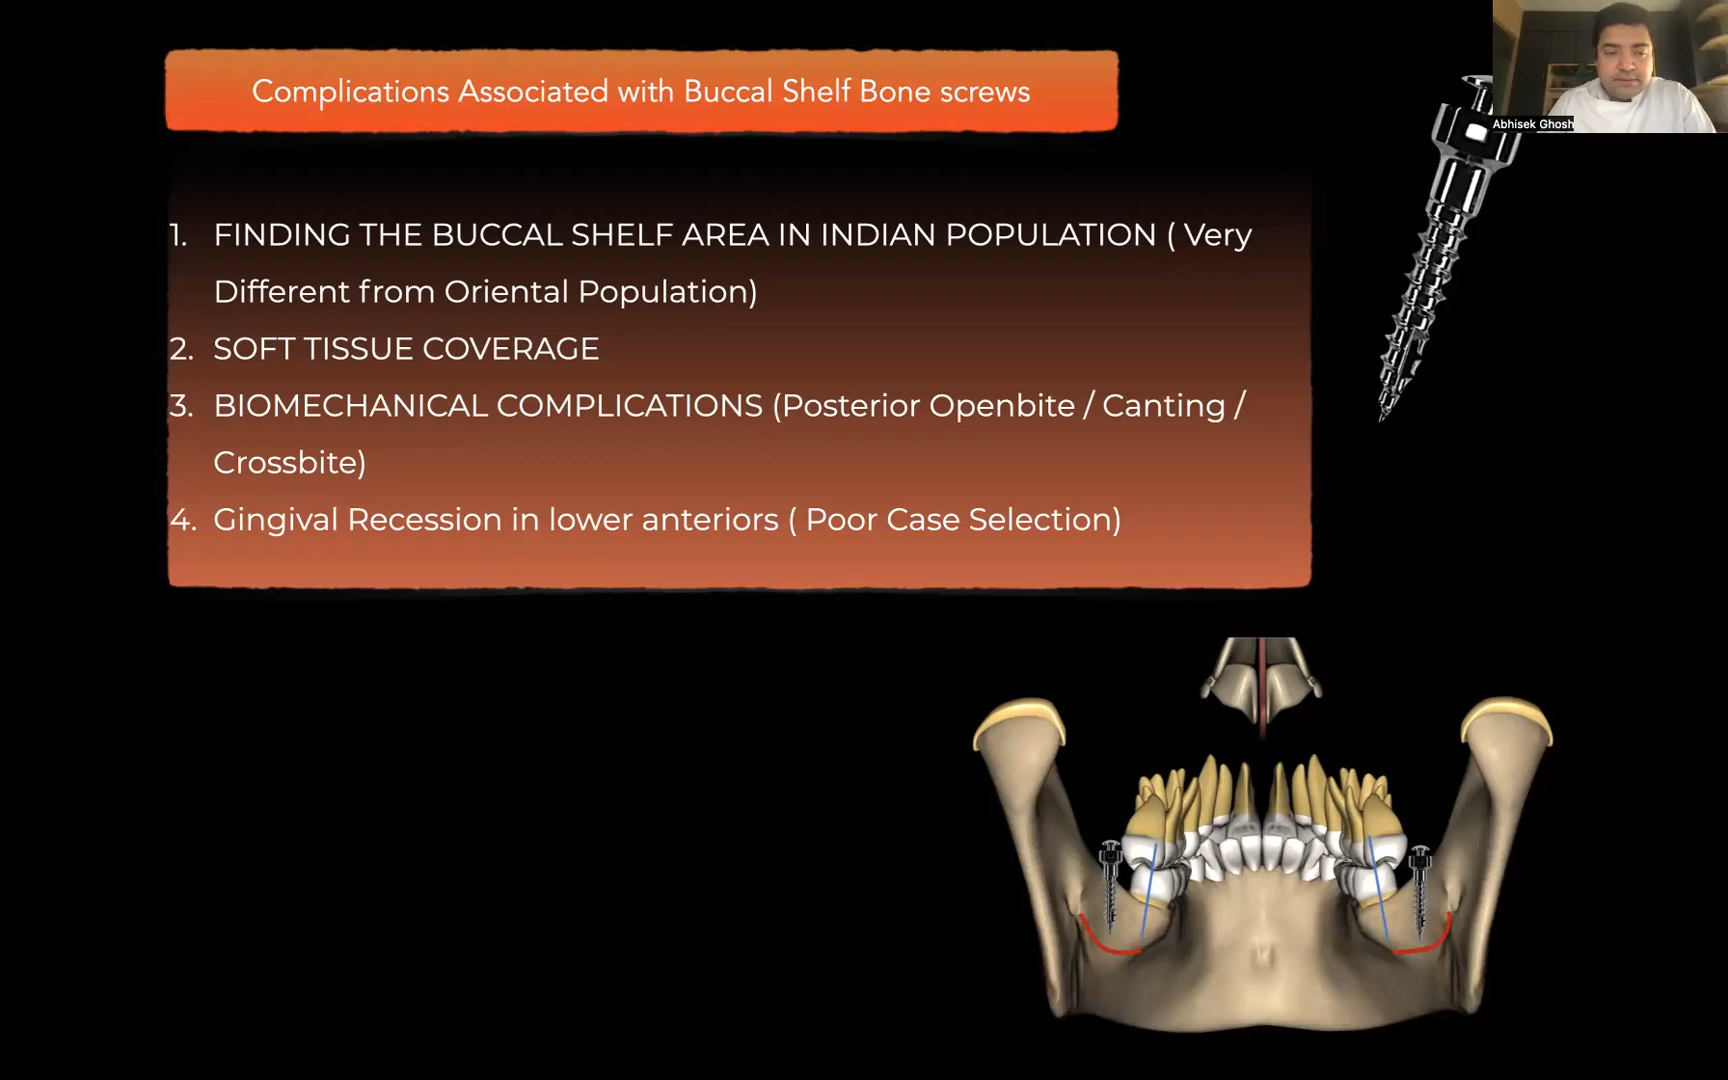 Complications Associated with Buccal Shelf Bone screws
Abhisek Ghosh
1. FINDING THE BUCCAL SHELF AREA IN INDIAN POPULATION ( Very
Different from Oriental Population)
2. SOFT TISSUE COVERAGE
3. BIOMECHANICAL COMPLICATIONS (Posterior Openbite / Canting /
Crossbite)
4. Gingival Recession in lower anteriors ( Poor Case Selection)